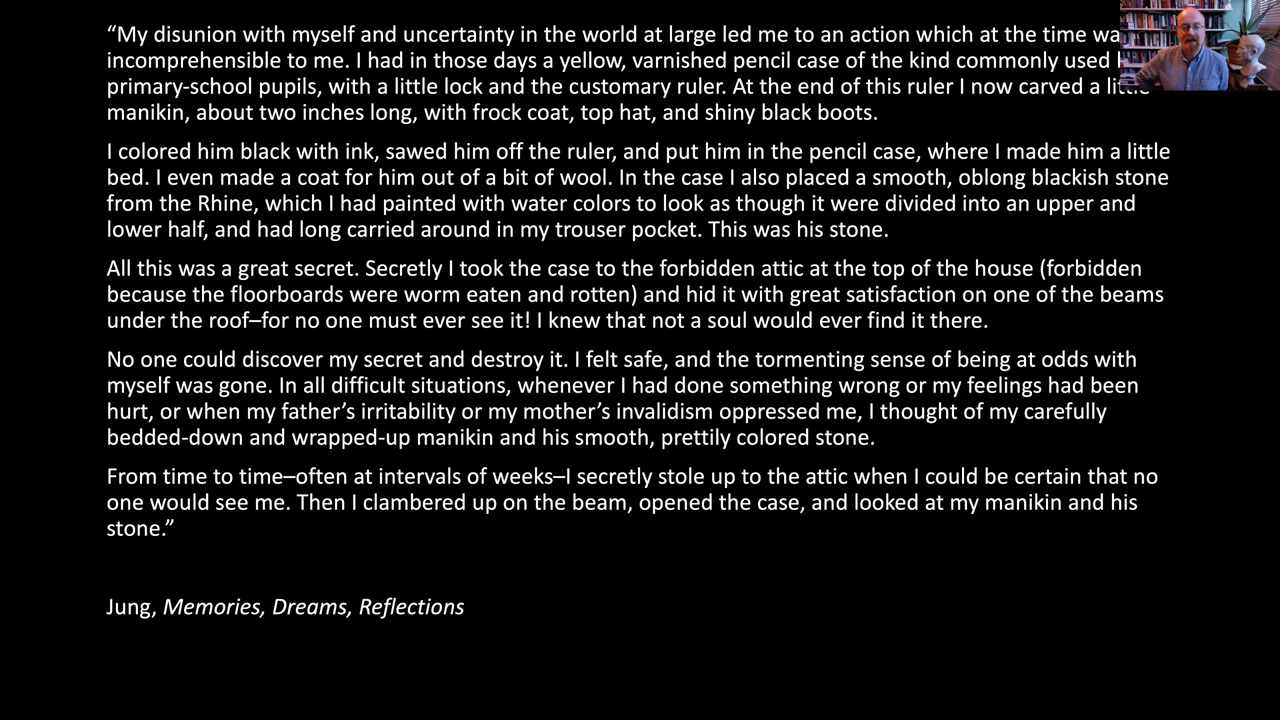 “My disunion with myself and uncertainty in the world at large led me to an action which at the time wa
incomprehensible to me. I had in those days a yellow, varnished pencil case of the kind commonly used
primary-school pupils, with a little lock and the customary ruler. At the end of this ruler I now carved a little
manikin, about two inches long, with frock coat, top hat, and shiny black boots.
I colored him black with ink, sawed him off the ruler, and put him in the pencil case, where I made him a little
bed. I even made a coat for him out of a bit of wool. In the case I also placed a smooth, oblong blackish stone
from the Rhine, which I had painted with water colors to look as though it were divided into an upper and
lower half, and had long carried around in my trouser pocket. This was his stone.
All this was a great secret. Secretly I took the case to the forbidden attic at the top of the house (forbidden
because the floorboards were worm eaten and rotten) and hid it with great satisfaction on one of the beams
under the roof–for no one must ever see it! I knew that not a soul would ever find it there.
No one could discover my secret and destroy it. I felt safe, and the tormenting sense of being at odds with
myself was gone. In all difficult situations, whenever I had done something wrong or my feelings had been
hurt, or when my father’s irritability or my mother’s invalidism oppressed me, I thought of my carefully
bedded-down and wrapped-up manikin and his smooth, prettily colored stone.
From time to time–often at intervals of weeks–I secretly stole up to the attic when I could be certain that no
one would see me. Then I clambered up on the beam, opened the case, and looked at my manikin and his
stone.”
Jung, Memories, Dreams, Reflections